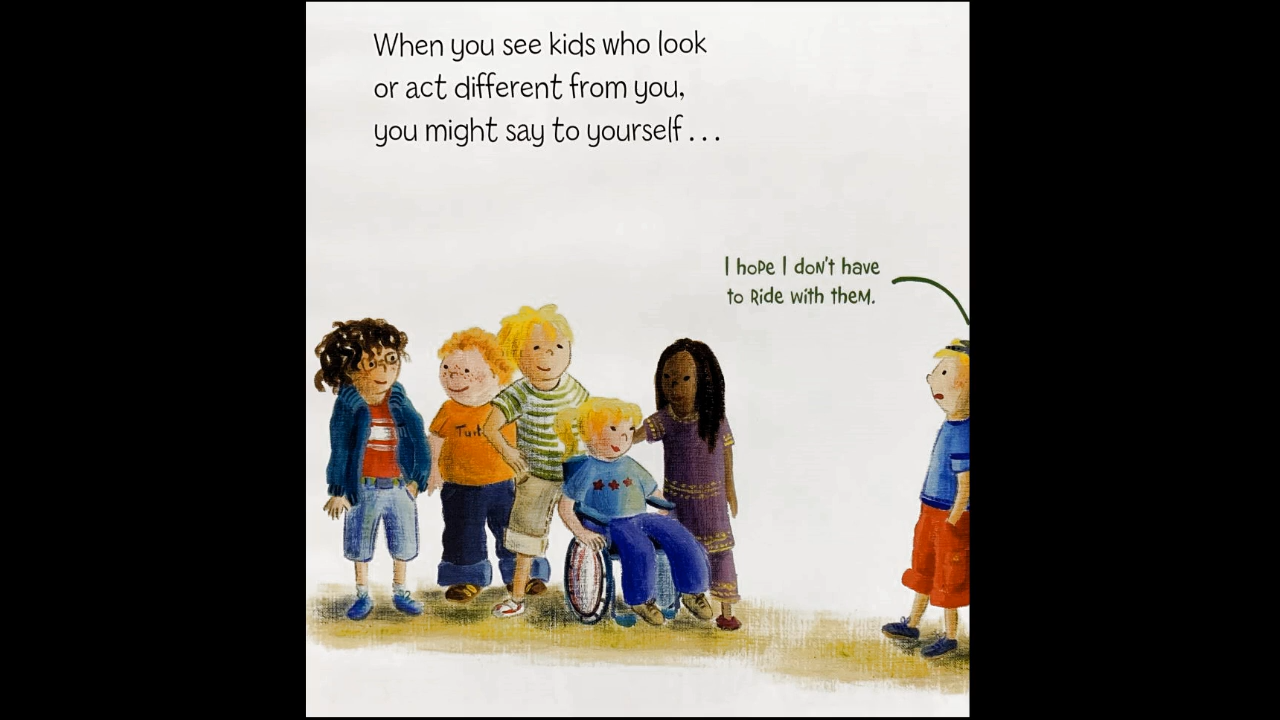 When you see kids who look
or act different from you,
you might say to yourself . . .
I hope I don't have
to Ride with theM.